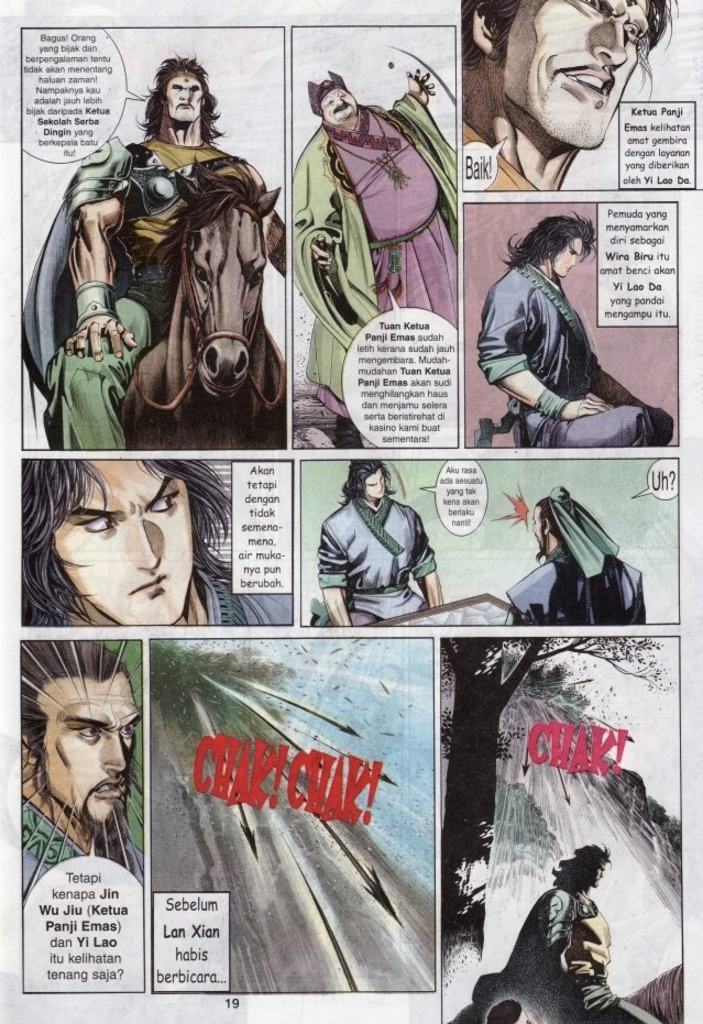 Bagus! Orang
yang bijak dan
berpengalaman tentu
tidak akan menentang
haluan zaman!
Nampaknya kau
adalah jauh lebih
bijak daripada Ketua
Sekolah Serba
Dingin yang
berkepala batu
itu!
Tuan Ketua
Panji Emas sudah
letih kerana sudah jauh
mengembara. Mudah-
mudahan Tuan Ketua
Panji Emas akan sudi
menghilangkan haus
dan menjamu selera
serta beristirehat di
kasino kami buat
sementara!
Baik!
Ketua Panji
Emas kelihatan
amat gembira
dengan layanan
yang diberikan
oleh Yi Lao Da.
Pemuda yang
menyamarkan
diri sebagai
Wira Biru itu
amat benci akan
Yi Lao Da
yang pandai
mengampu itu.
Akan
tetapi
dengan
tidak
semena-
mena,
air muka-
nya pun
berubah.
Aku rasa
ada sesuatu
yang tak
kena akan
berlaku
nanti!
Uh?
Tetapi
kenapa Jin
Wu Jiu (Ketua
Panji Emas)
dan Yi Lao
itu kelihatan
tenang saja?
CHAK! CHAK!
Sebelum
Lan Xian
habis
berbicara...
CHAK!
19